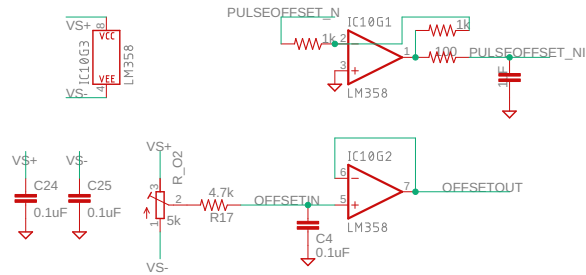 PULSEOFFSET_N
IC10G1
1k
VS+
8
VCC
IC10G3
LM358
VEE
4
VS-
1k
2
1
3
LM358
100
PULSEOFFSET_NI
VS+
C24
0.1uF
VS-
C25
0.1uF
VS+
R_O2
3
2
1
5k
VS-
4.7k
R17
OFFSETIN
C4
0.1uF
IC10G2
6
5
7
LM358
OFFSETOUT